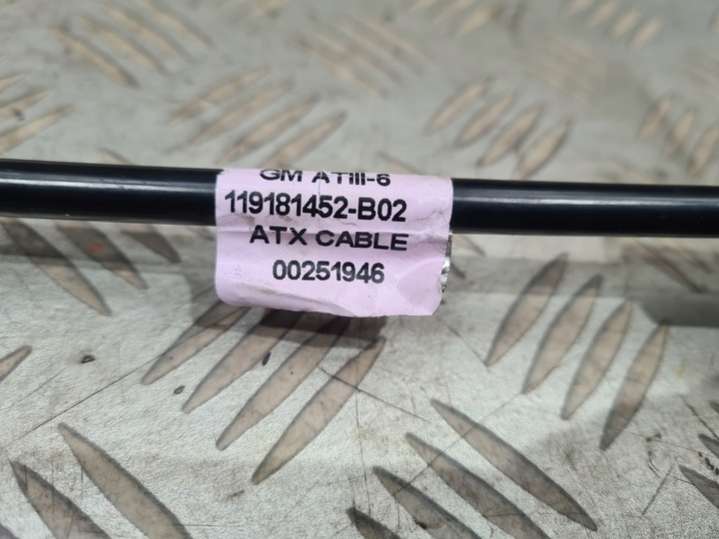 GM ATIII-6
119181452-B02
ATX CABLE
00251946